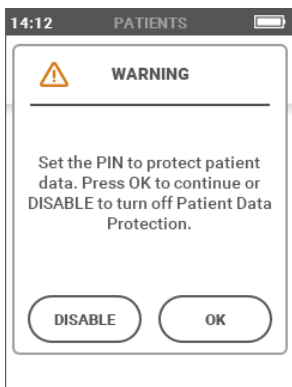 14:12 PATIENTS
WARNING
Set the PIN to protect patient
data. Press OK to continue or
DISABLE to turn off Patient Data
Protection.
DISABLE OK